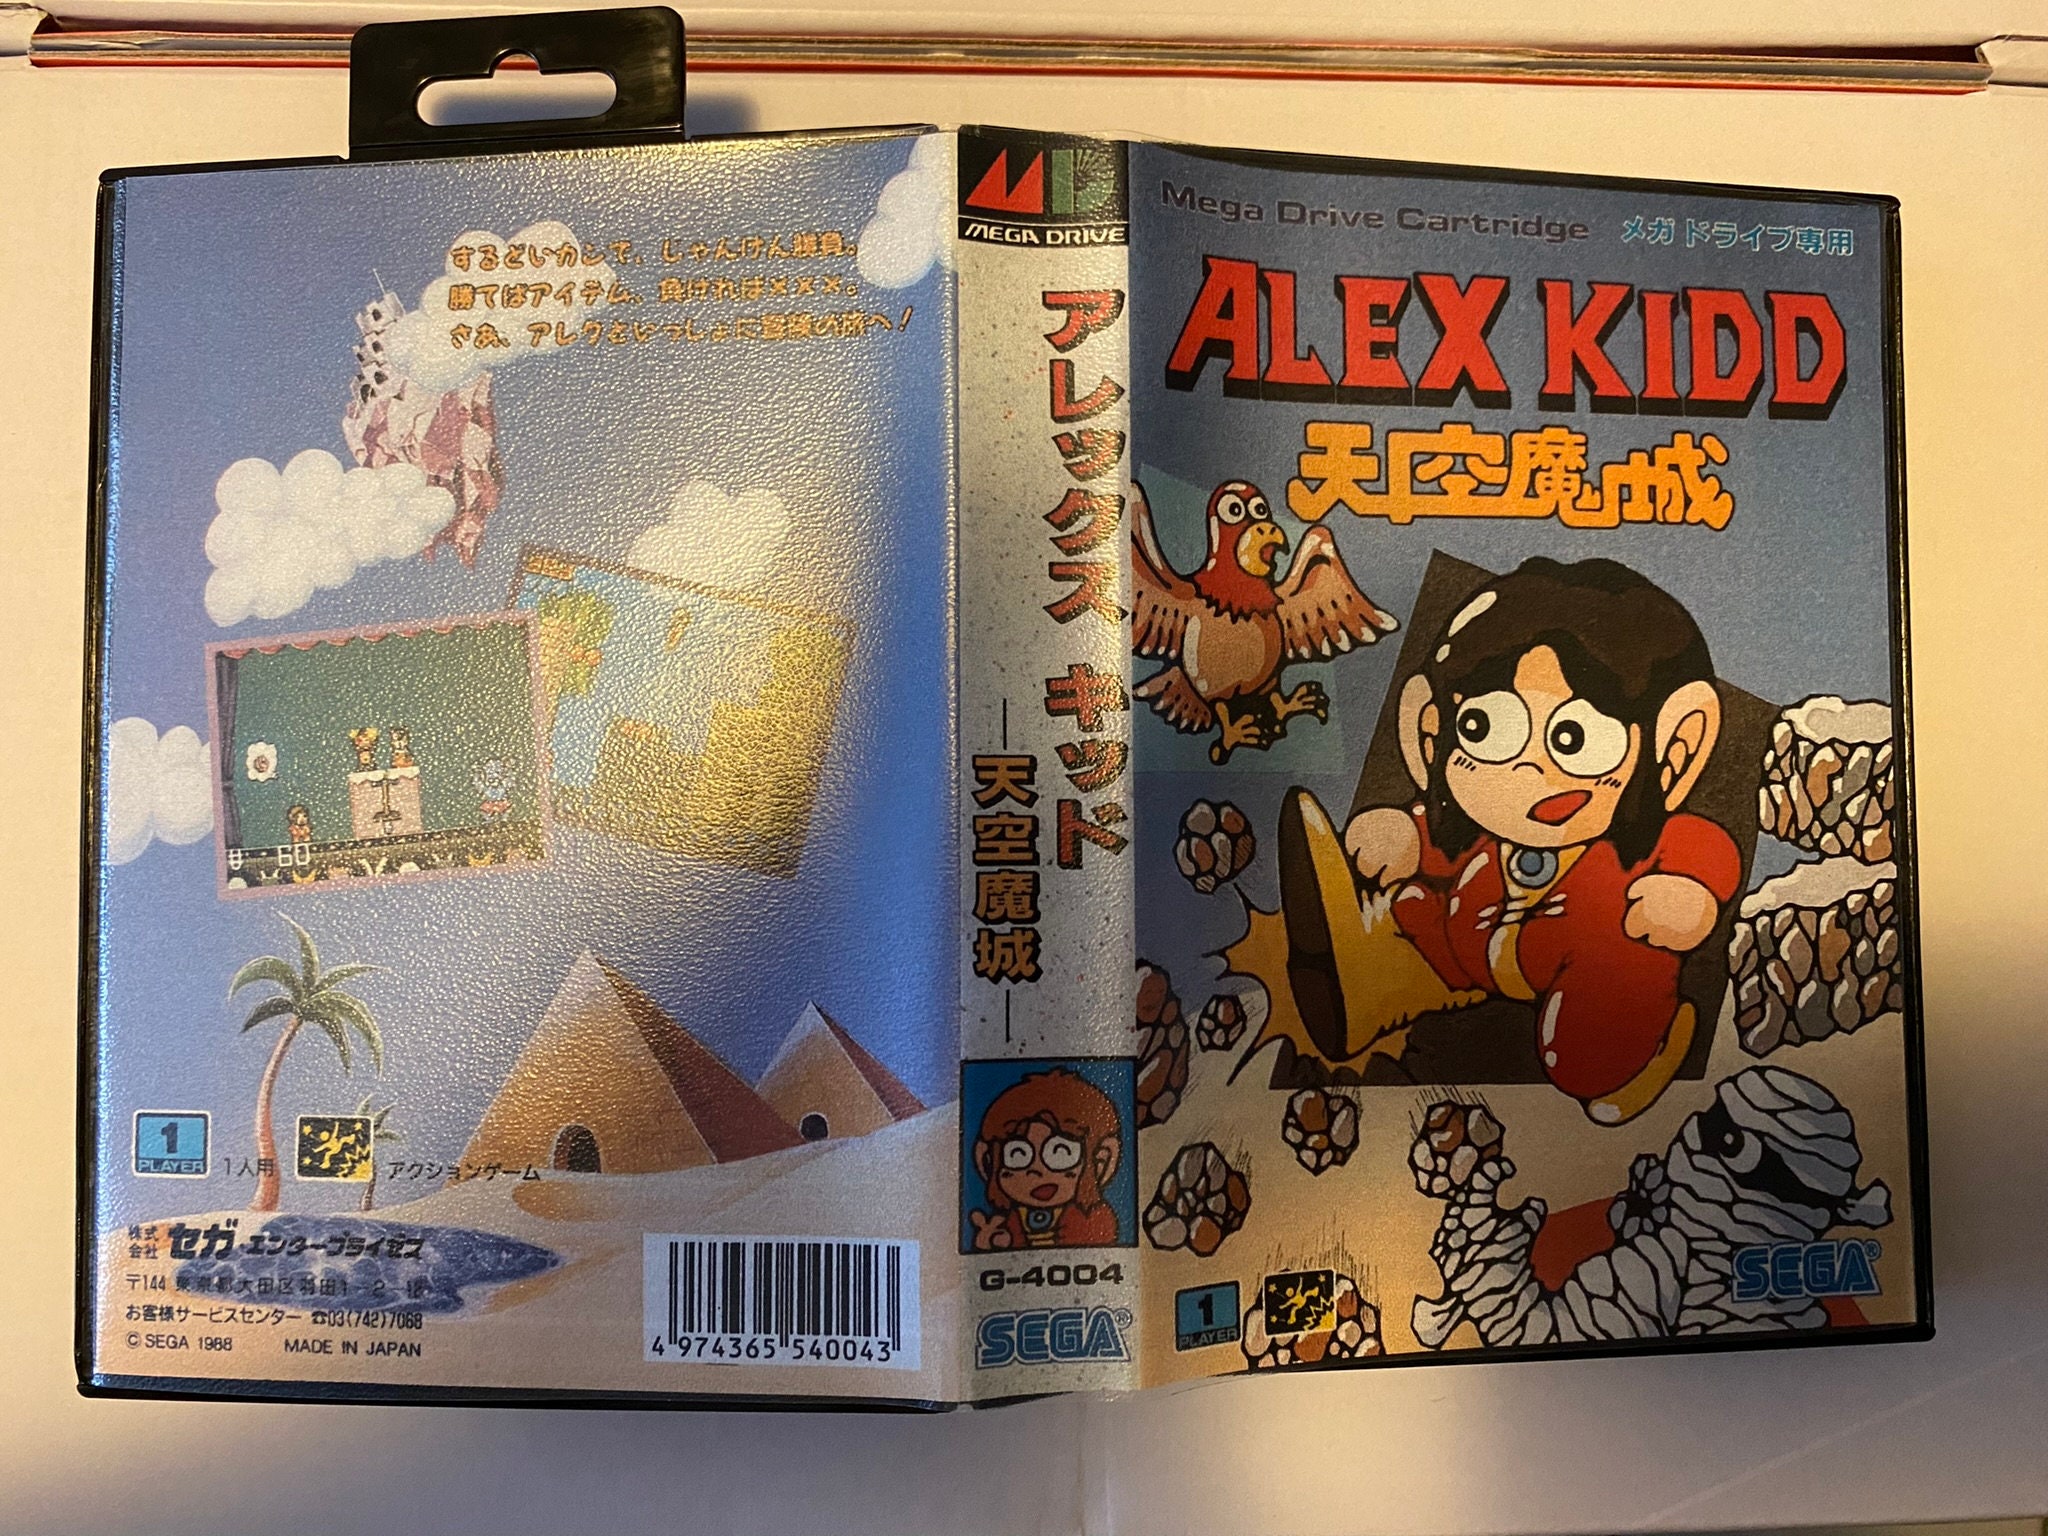 するどいカンで、じゃんけん勝負。
勝てばアイテム、負ければ×××。
さあ、アレクといっしょに冒険の旅へ!
60
1
PLAYER
1人用
アクションゲーム
株式会社 セガ・エンタープライゼス
〒144 東京都大田区羽田1-2-12
お客様サービスセンター ☎03(742)7068
© SEGA 1988 MADE IN JAPAN
4 974365 540043
MD
MEGA DRIVE
アレックス キッド
—天空魔城—
G-4004
SEGA®
Mega Drive Cartridge メガドライブ専用
ALEX KIDD
天空魔城
1
PLAYER
SEGA®